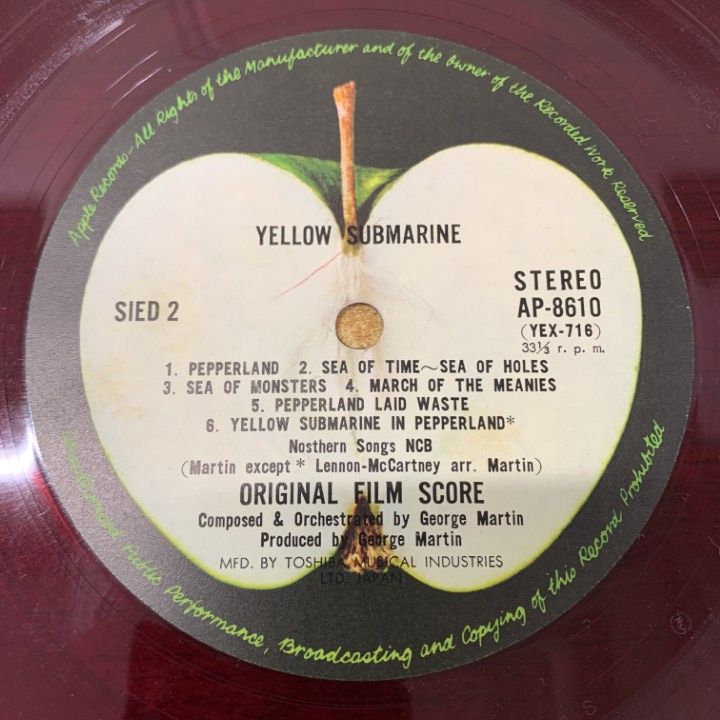 Apple Records-All Rights of the Manufacturer and of the Owner of the Recorded Work Reserved
YELLOW SUBMARINE
SIED 2
STEREO
AP-8610
(YEX-716)
33⅓ r. p. m.
1. PEPPERLAND 2. SEA OF TIME~SEA OF HOLES
3. SEA OF MONSTERS 4. MARCH OF THE MEANIES
5. PEPPERLAND LAID WASTE
6. YELLOW SUBMARINE IN PEPPERLAND*
Nosthern Songs NCB
(Martin except * Lennon-McCartney arr. Martin)
ORIGINAL FILM SCORE
Composed & Orchestrated by George Martin
Produced by George Martin
MFD. BY TOSHIBA MUSICAL INDUSTRIES
LTD. JAPAN
Unauthorized Public Performance, Broadcasting and Copying of this Record Prohibited